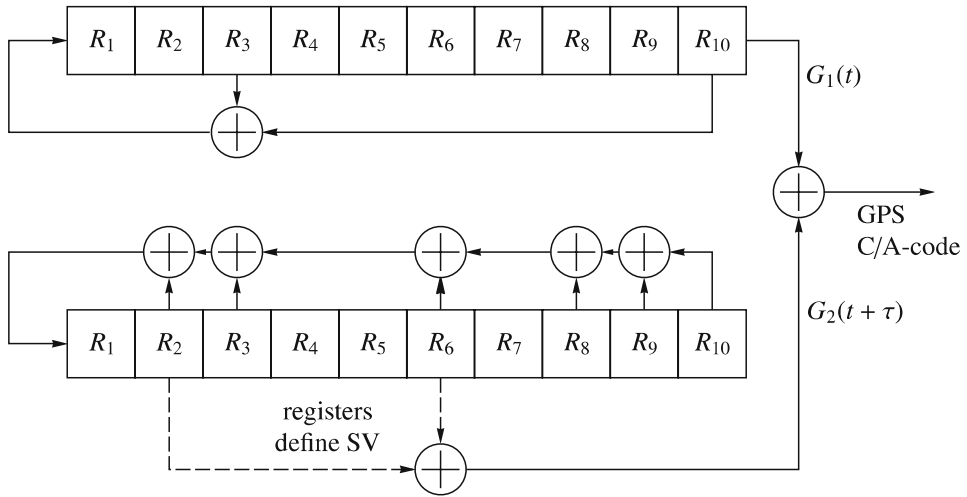 R1 R2 R3 R4 R5 R6 R7 R8 R9 R10
G1(t)
GPS
C/A-code
G2(t + τ)
R1 R2 R3 R4 R5 R6 R7 R8 R9 R10
registers
define SV